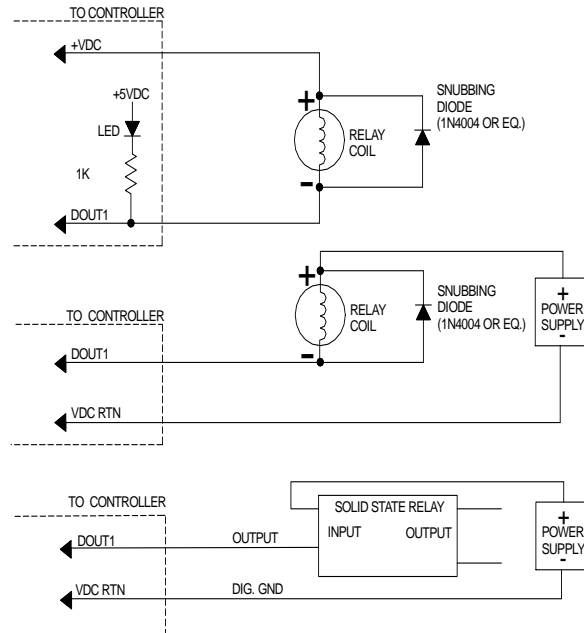 TO CONTROLLER
+VDC
+5VDC
LED
1K
DOUT1
+
-
RELAY
COIL
SNUBBING
DIODE
(1N4004 OR EQ.)
TO CONTROLLER
DOUT1
VDC RTN
+
-
RELAY
COIL
SNUBBING
DIODE
(1N4004 OR EQ.)
+
POWER
SUPPLY
-
TO CONTROLLER
DOUT1
OUTPUT
VDC RTN
DIG. GND
SOLID STATE RELAY
INPUT OUTPUT
+
POWER
SUPPLY
-